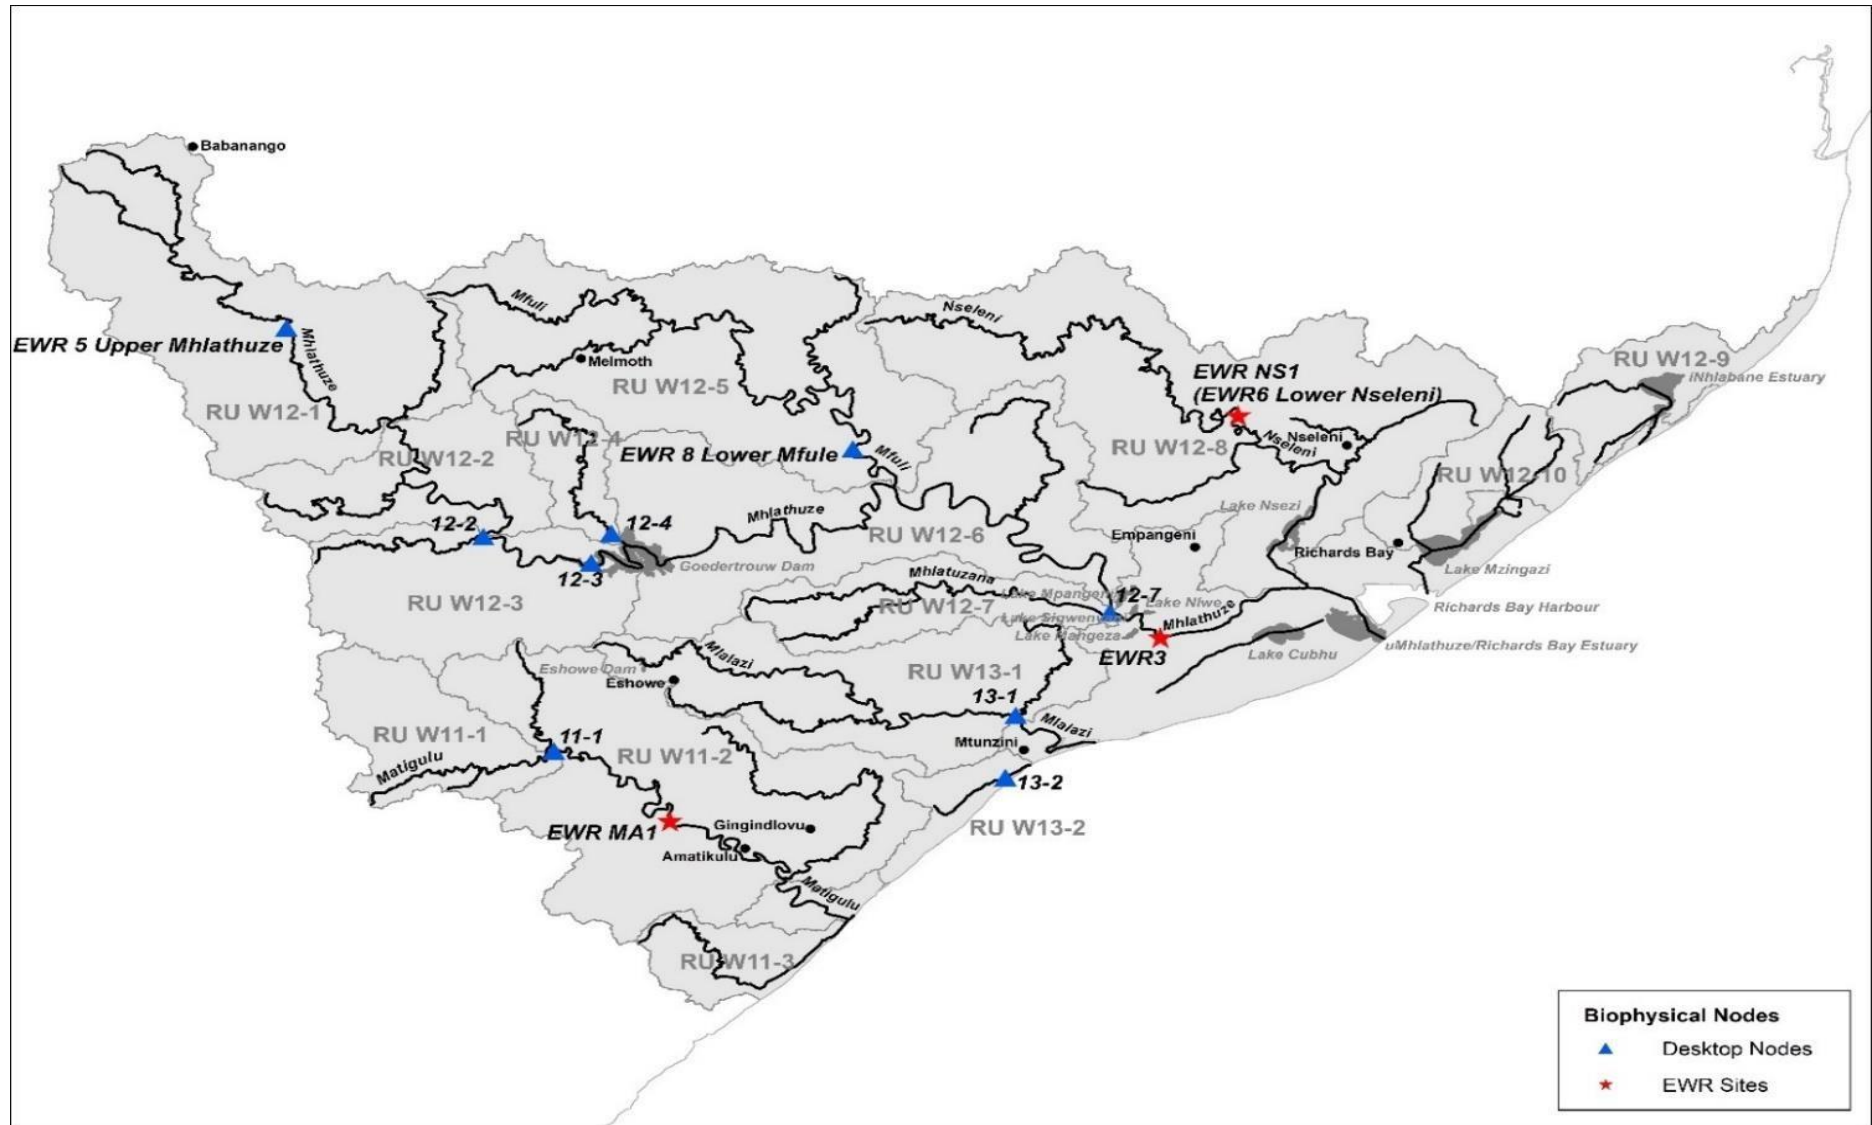 Babanango
Mfuli
Nseleni
Mhlathuze
EWR 5 Upper Mhlathuze
Melmoth
RU W12-5
RU W12-1
RU W12-9
iNhlabane Estuary
EWR NS1
(EWR6 Lower Nseleni)
RU W12-4
RU W12-2
EWR 8 Lower Mfule
Mfuli
RU W12-8
Nseleni
Nseleni
RU W12-10
Lake Nsezi
12-2
12-4
Mhlathuze
RU W12-6
Empangeni
Richards Bay
12-3
Goedertrouw Dam
Lake Mzingazi
RU W12-3
Mhlatuzana
RU W12-7
12-7
Lake Nlwe
Mhlathuze
Lake Mangeza
EWR3
Richards Bay Harbour
uMhlathuze/Richards Bay Estuary
Lake Cubhu
Mlalazi
Eshowe Dam
Eshowe
RU W13-1
13-1
Mlalazi
Mtunzini
RU W11-1
11-1
RU W11-2
Matigulu
13-2
RU W13-2
EWR MA1
Gingindlovu
Amatikulu
Matigulu
RU W11-3
Biophysical Nodes
Desktop Nodes
EWR Sites